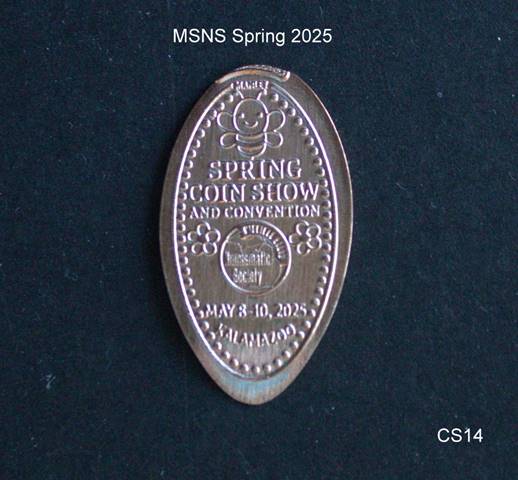 MSNS Spring 2025
SPRING
COIN SHOW
AND CONVENTION
Numismatic
Society
MAY 8-10, 2025
KALAMAZOO
CS14